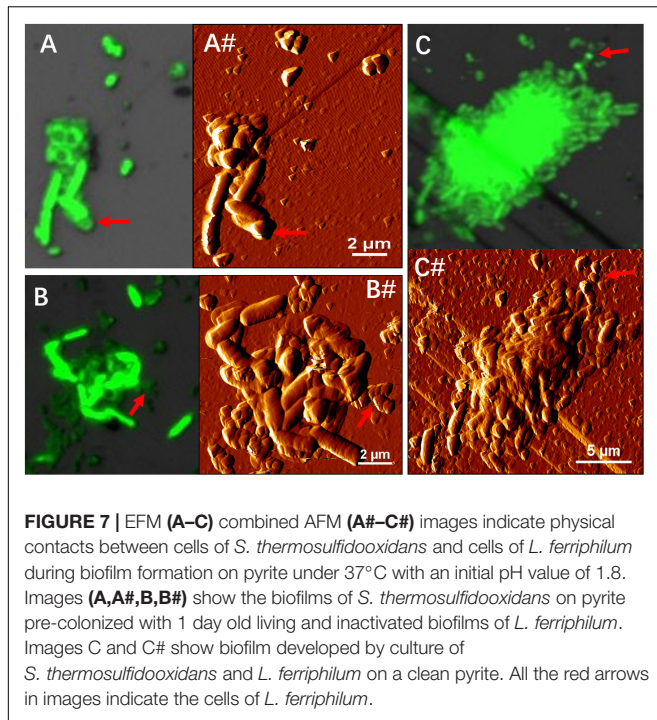 A
A#
C
2 µm
B
B#
C#
2 µm
5 µm
FIGURE 7 | EFM (A–C) combined AFM (A#–C#) images indicate physical
contacts between cells of S. thermosulfidooxidans and cells of L. ferriphilum
during biofilm formation on pyrite under 37°C with an initial pH value of 1.8.
Images (A,A#,B,B#) show the biofilms of S. thermosulfidooxidans on pyrite
pre-colonized with 1 day old living and inactivated biofilms of L. ferriphilum.
Images C and C# show biofilm developed by culture of
S. thermosulfidooxidans and L. ferriphilum on a clean pyrite. All the red arrows
in images indicate the cells of L. ferriphilum.